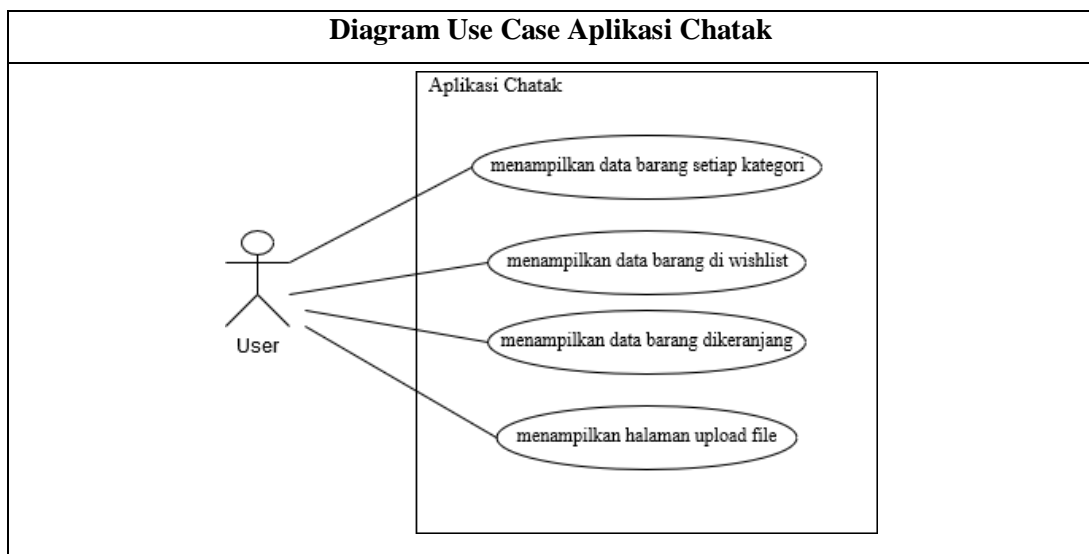 Diagram Use Case Aplikasi Chatak
Aplikasi Chatak
menampilkan data barang setiap kategori
menampilkan data barang di wishlist
menampilkan data barang dikeranjang
menampilkan halaman upload file
User